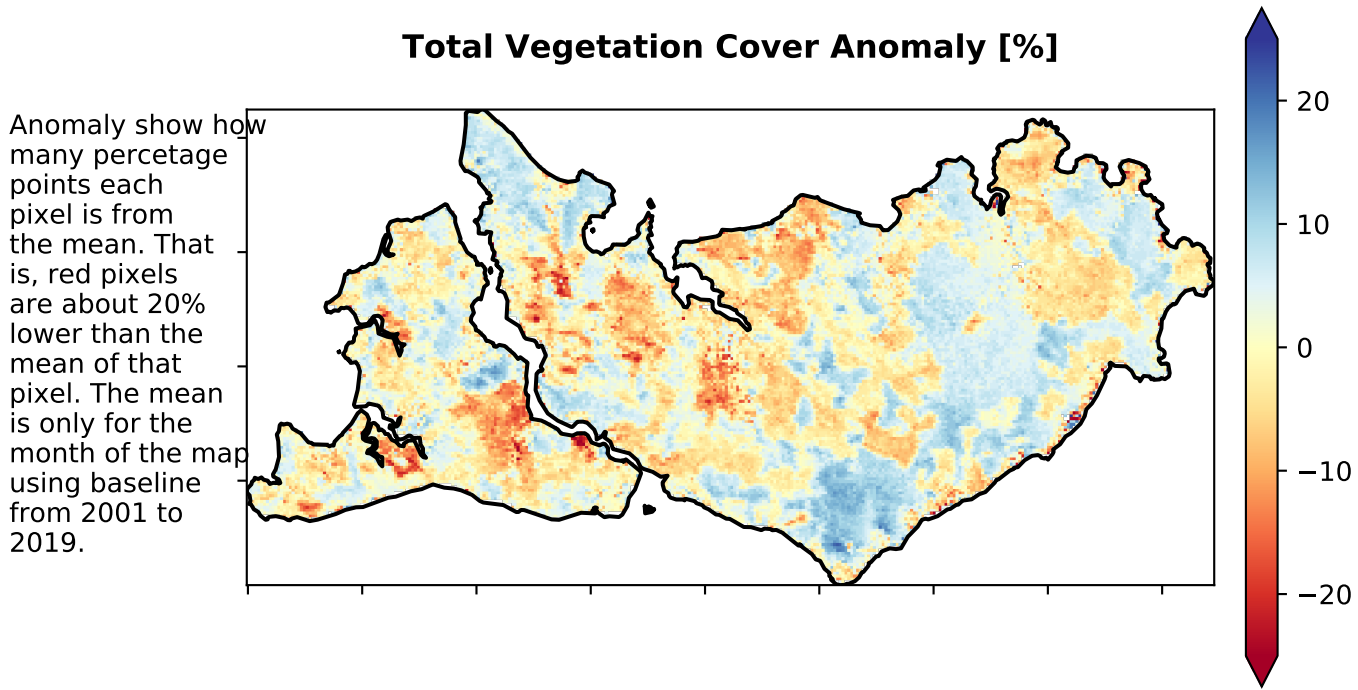 Total Vegetation Cover Anomaly [%]
Anomaly show how
many percetage
points each
pixel is from
the mean. That
is, red pixels
are about 20%
lower than the
mean of that
pixel. The mean
is only for the
month of the map
using baseline
from 2001 to
2019.
20
10
0
−10
−20